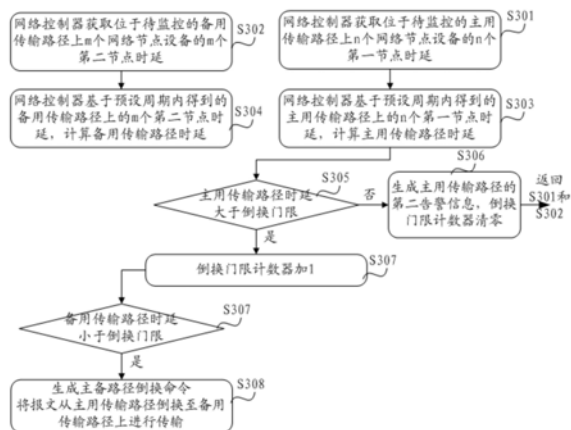 网络控制器获取位于待监控的备用
传输路径上m个网络节点设备的m个
第二节点时延
S302
网络控制器获取位于待监控的主用
传输路径上n个网络节点设备的n个
第一节点时延
S301
网络控制器基于预设周期内得到的
备用传输路径上的m个第二节点时
延，计算备用传输路径时延
S304
网络控制器基于预设周期内得到的
主用传输路径上的n个第一节点时
延，计算主用传输路径时延
S303
主用传输路径时延
大于倒换门限
S305
否
是
生成主用传输路径的
第二告警信息，倒换
门限计数器清零
S306
返回
S301和
S302
倒换门限计数器加1
S307
备用传输路径时延
小于倒换门限
S307
是
生成主备路径倒换命令
将报文从主用传输路径倒换至备用
传输路径上进行传输
S308